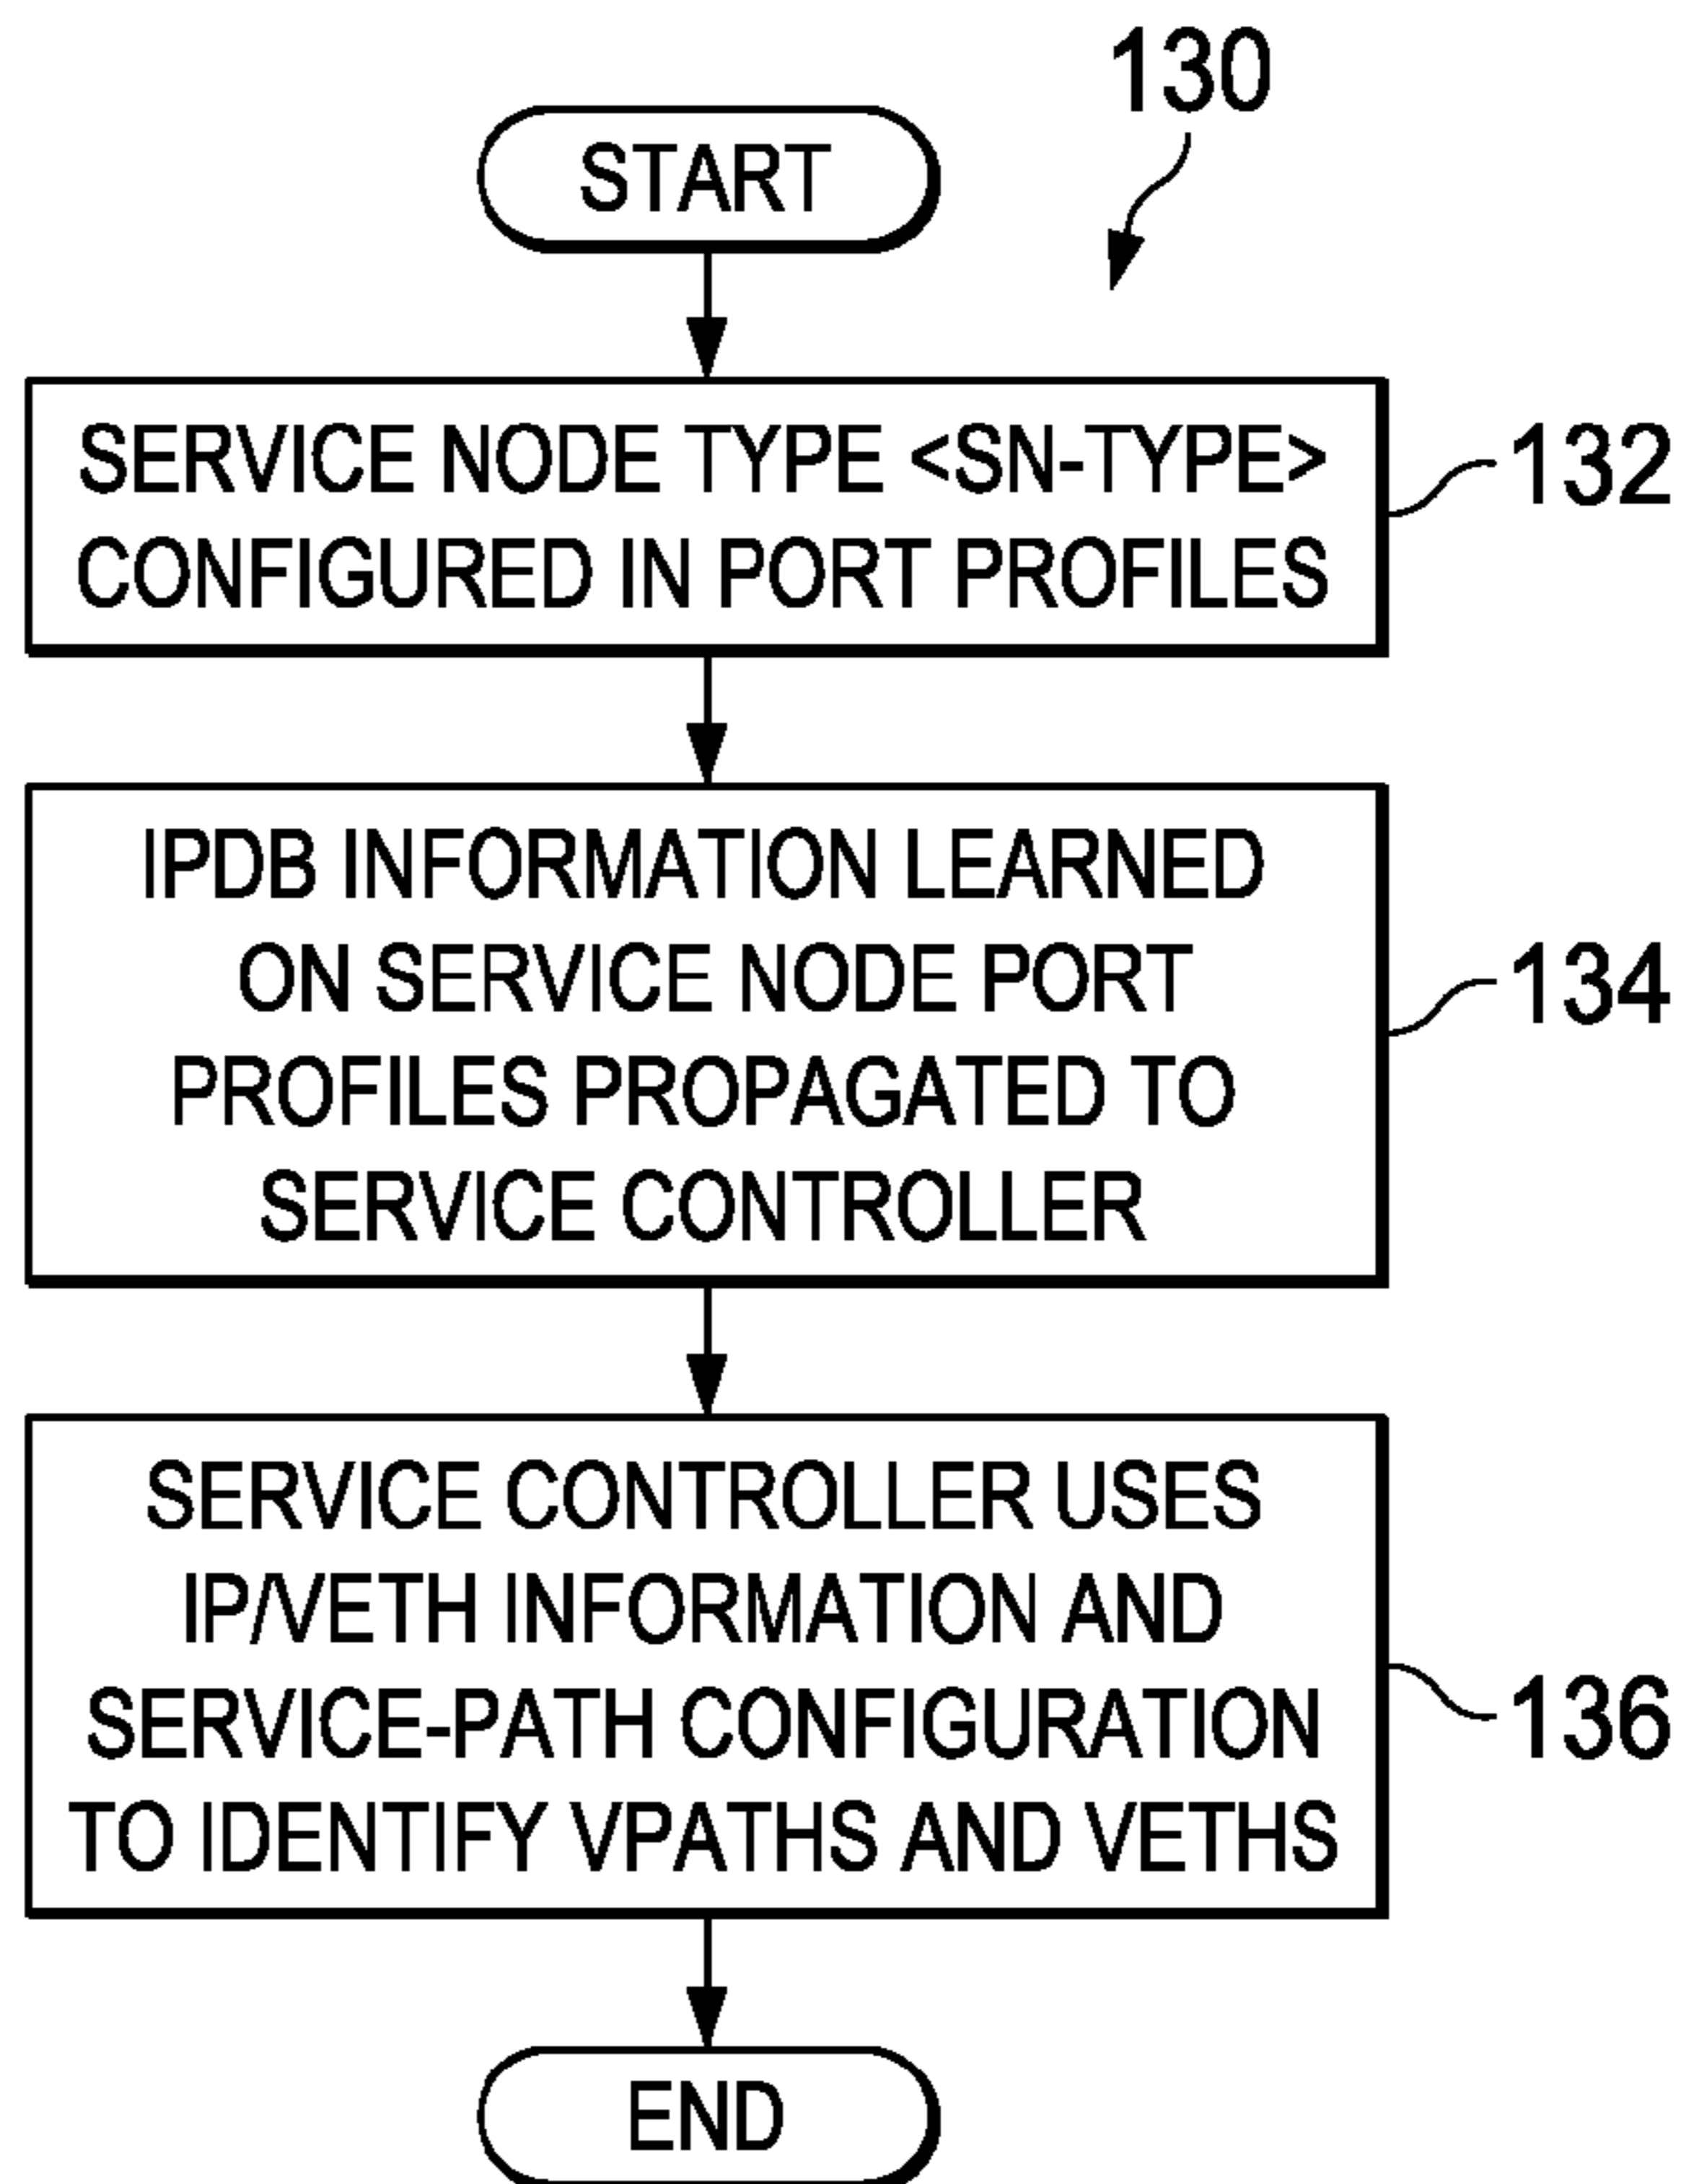 130
START
SERVICE NODE TYPE <SN-TYPE>
CONFIGURED IN PORT PROFILES
132
IPDB INFORMATION LEARNED
ON SERVICE NODE PORT
PROFILES PROPAGATED TO
SERVICE CONTROLLER
134
SERVICE CONTROLLER USES
IP/VETH INFORMATION AND
SERVICE-PATH CONFIGURATION
TO IDENTIFY VPATHS AND VETHS
136
END